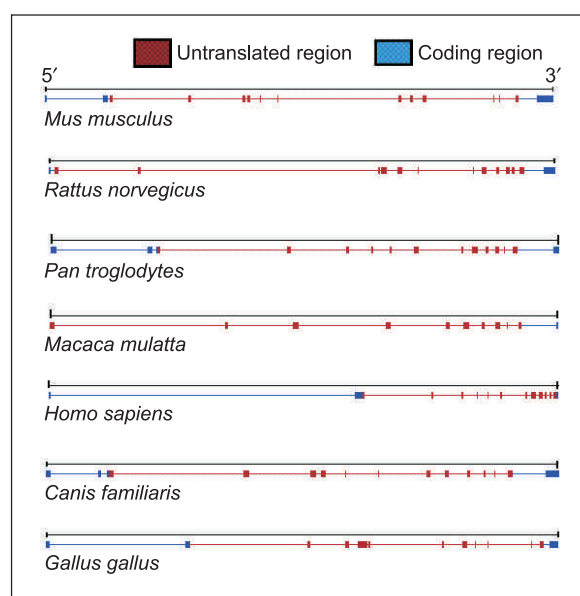 Untranslated region Coding region
5′ 3′
Mus musculus
Rattus norvegicus
Pan troglodytes
Macaca mulatta
Homo sapiens
Canis familiaris
Gallus gallus